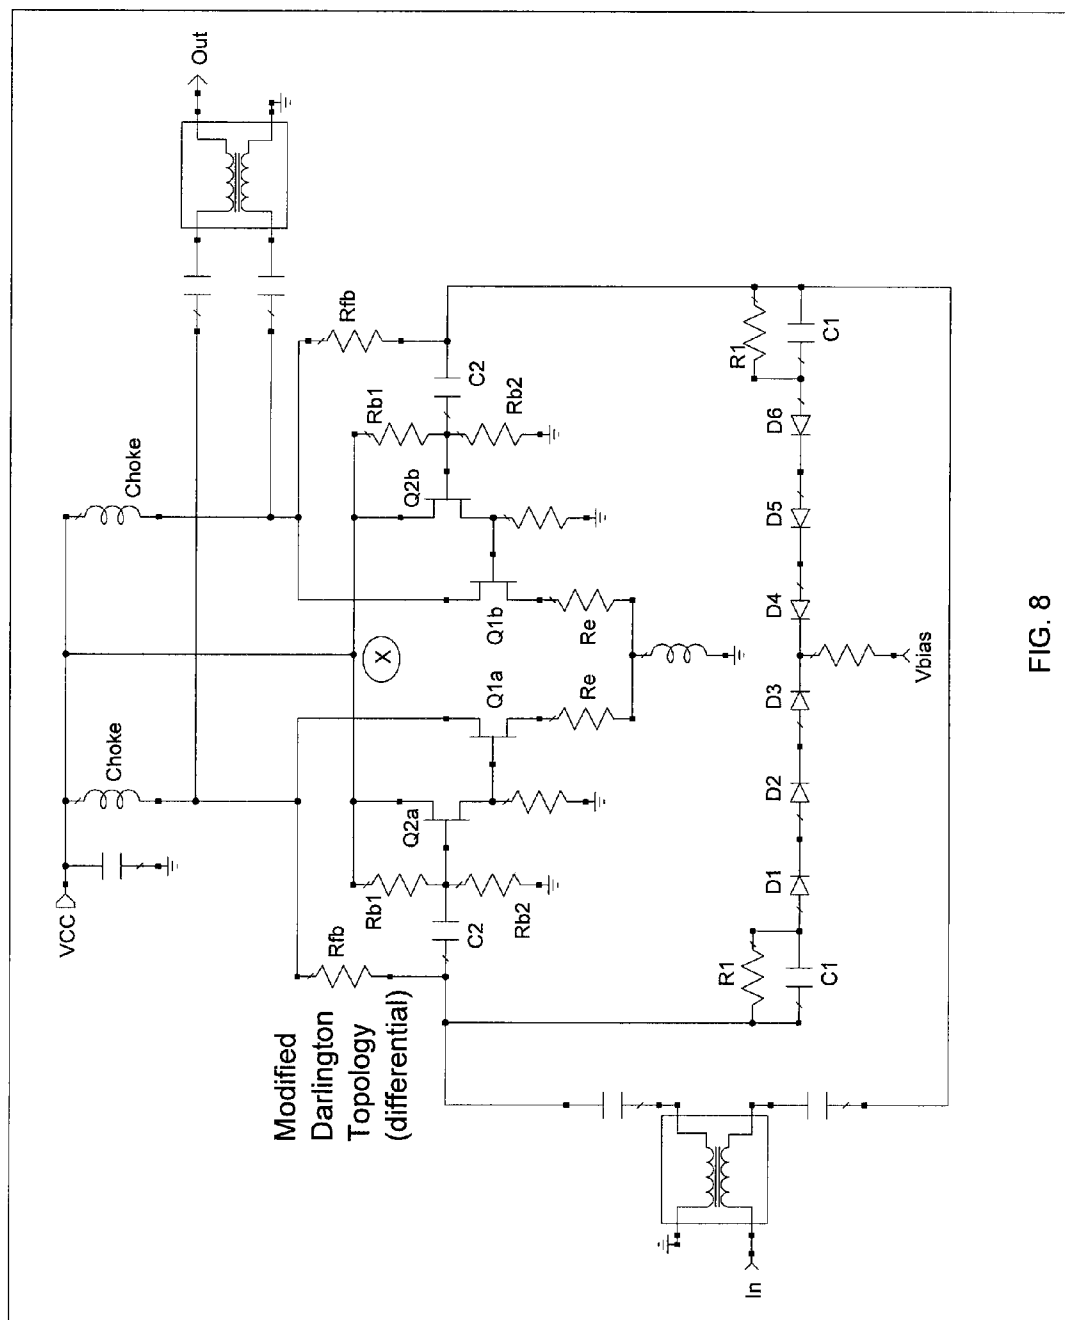 VCC
Choke
Choke
Out
Modified
Darlington
Topology
(differential)
Rfb
Rb1
C2
Rb2
Q2a
Q1a
Re
X
Q1b
Re
Q2b
Rb1
Rb2
C2
Rfb
In
R1
C1
D1
D2
D3
Vbias
D4
D5
D6
R1
C1
FIG. 8